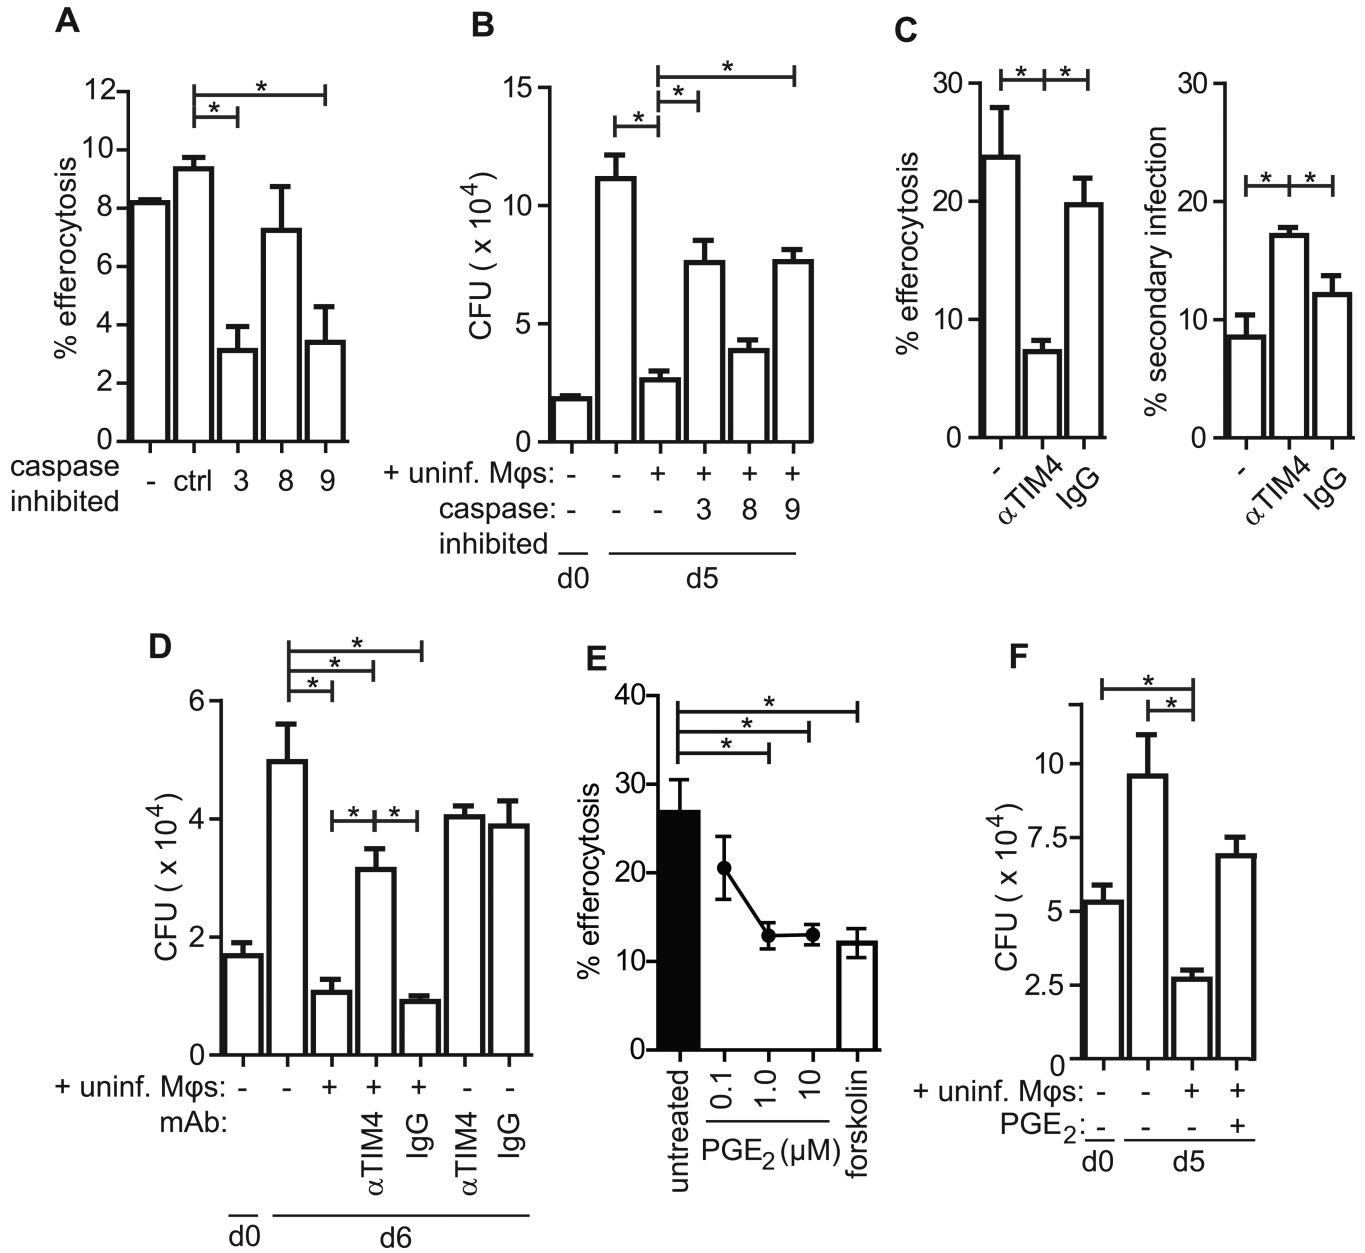 A
% efferocytosis
12
10
8
6
4
2
0
* *
caspase inhibited
- ctrl 3 8 9
B
CFU ( x 10⁴)
15
10
5
0
* * *
+ uninf. Mφs: - - + + + +
caspase: - - - 3 8 9
inhibited
d0 d5
C
% efferocytosis
30
20
10
0
* *
- αTIM4 IgG
% secondary infection
30
20
10
0
* *
- αTIM4 IgG
D
CFU ( x 10⁴)
6
4
2
0
* * *
* *
+ uninf. Mφs: - - + + + - -
mAb: αTIM4 IgG αTIM4 IgG
d0 d6
E
% efferocytosis
40
30
20
10
0
* * *
untreated 0.1 1.0 10 forskolin
PGE₂ (μM)
F
CFU ( x 10⁴)
10
7.5
5
2.5
0
* *
+ uninf. Mφs: - - + +
PGE₂: - - - +
d0 d5